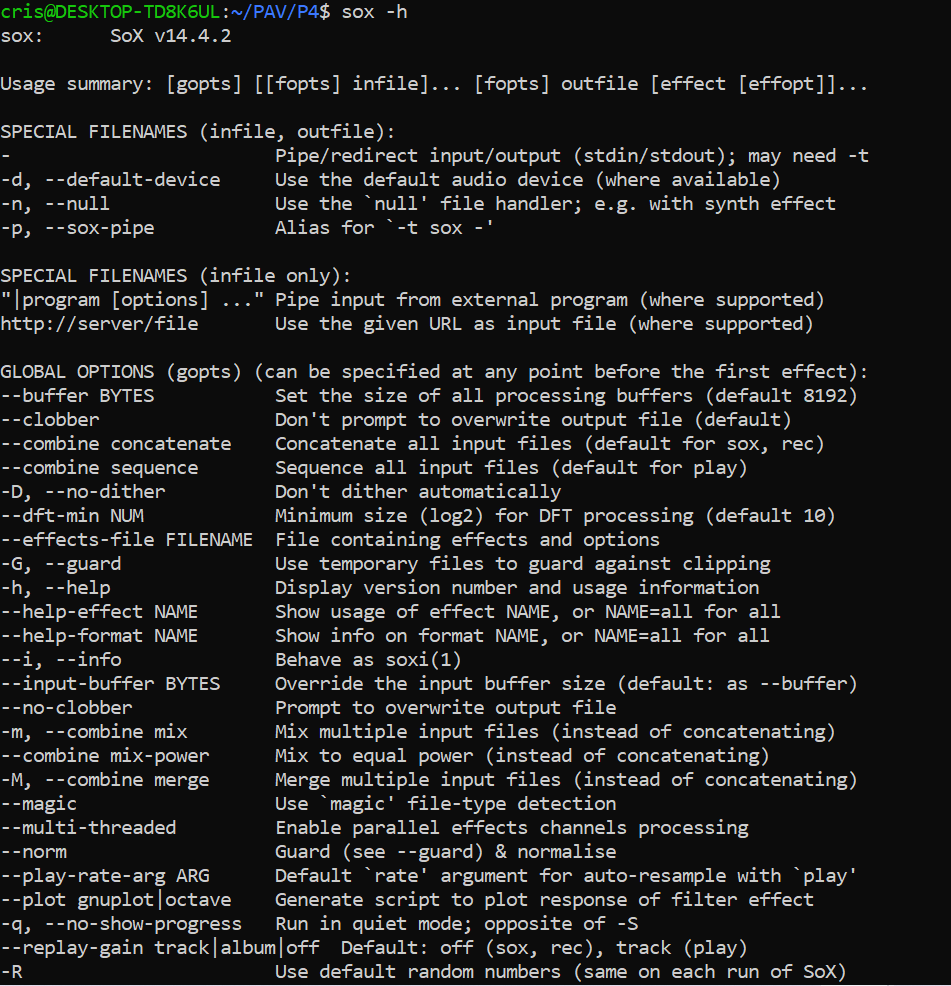 cris@DESKTOP-TD8K6UL:~/PAV/P4$ sox -h
sox:      SoX v14.4.2

Usage summary: [gopts] [[fopts] infile]... [fopts] outfile [effect [effopt]]...

SPECIAL FILENAMES (infile, outfile):
-                        Pipe/redirect input/output (stdin/stdout); may need -t
-d, --default-device     Use the default audio device (where available)
-n, --null               Use the `null' file handler; e.g. with synth effect
-p, --sox-pipe           Alias for `-t sox -'

SPECIAL FILENAMES (infile only):
"|program [options] ..." Pipe input from external program (where supported)
http://server/file       Use the given URL as input file (where supported)

GLOBAL OPTIONS (gopts) (can be specified at any point before the first effect):
--buffer BYTES           Set the size of all processing buffers (default 8192)
--clobber                Don't prompt to overwrite output file (default)
--combine concatenate    Concatenate all input files (default for sox, rec)
--combine sequence       Sequence all input files (default for play)
-D, --no-dither          Don't dither automatically
--dft-min NUM            Minimum size (log2) for DFT processing (default 10)
--effects-file FILENAME  File containing effects and options
-G, --guard              Use temporary files to guard against clipping
-h, --help               Display version number and usage information
--help-effect NAME       Show usage of effect NAME, or NAME=all for all
--help-format NAME       Show info on format NAME, or NAME=all for all
--i, --info              Behave as soxi(1)
--input-buffer BYTES     Override the input buffer size (default: as --buffer)
--no-clobber             Prompt to overwrite output file
-m, --combine mix        Mix multiple input files (instead of concatenating)
--combine mix-power      Mix to equal power (instead of concatenating)
-M, --combine merge      Merge multiple input files (instead of concatenating)
--magic                  Use `magic' file-type detection
--multi-threaded         Enable parallel effects channels processing
--norm                   Guard (see --guard) & normalise
--play-rate-arg ARG      Default `rate' argument for auto-resample with `play'
--plot gnuplot|octave    Generate script to plot response of filter effect
-q, --no-show-progress   Run in quiet mode; opposite of -S
--replay-gain track|album|off  Default: off (sox, rec), track (play)
-R                       Use default random numbers (same on each run of SoX)